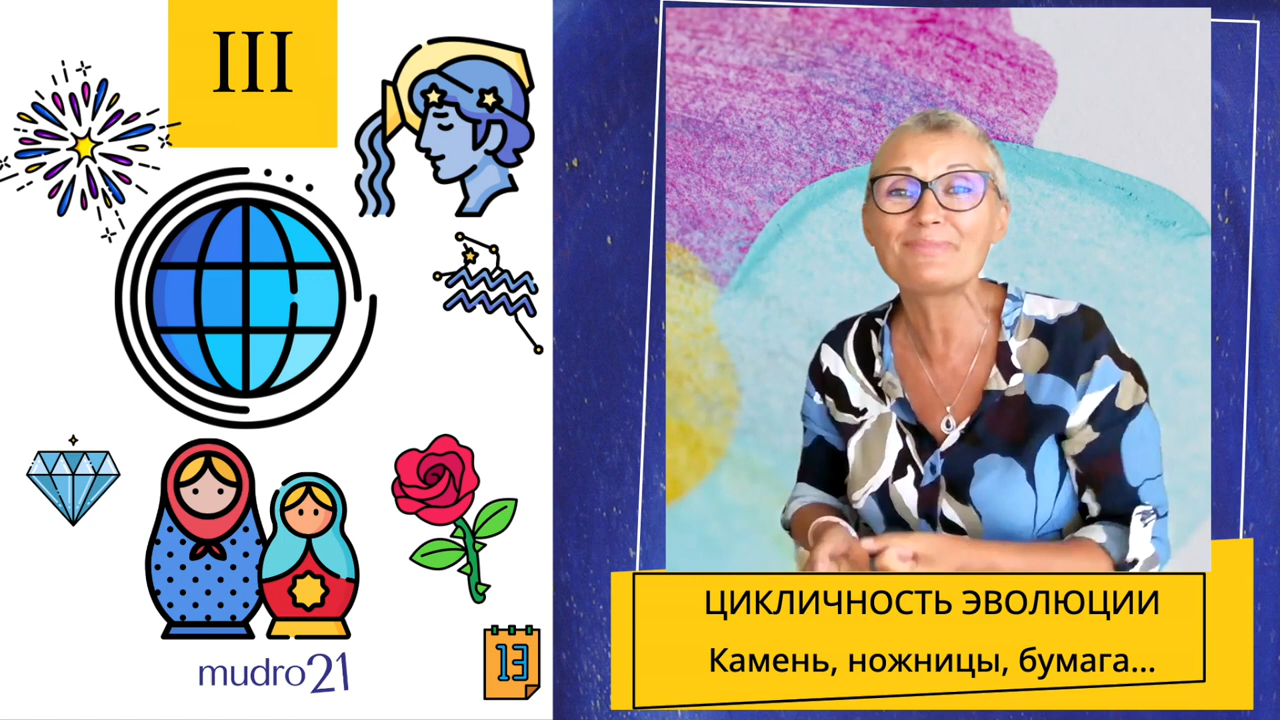 III
mudro21
13
ЦИКЛИЧНОСТЬ ЭВОЛЮЦИИ
Камень, ножницы, бумага...